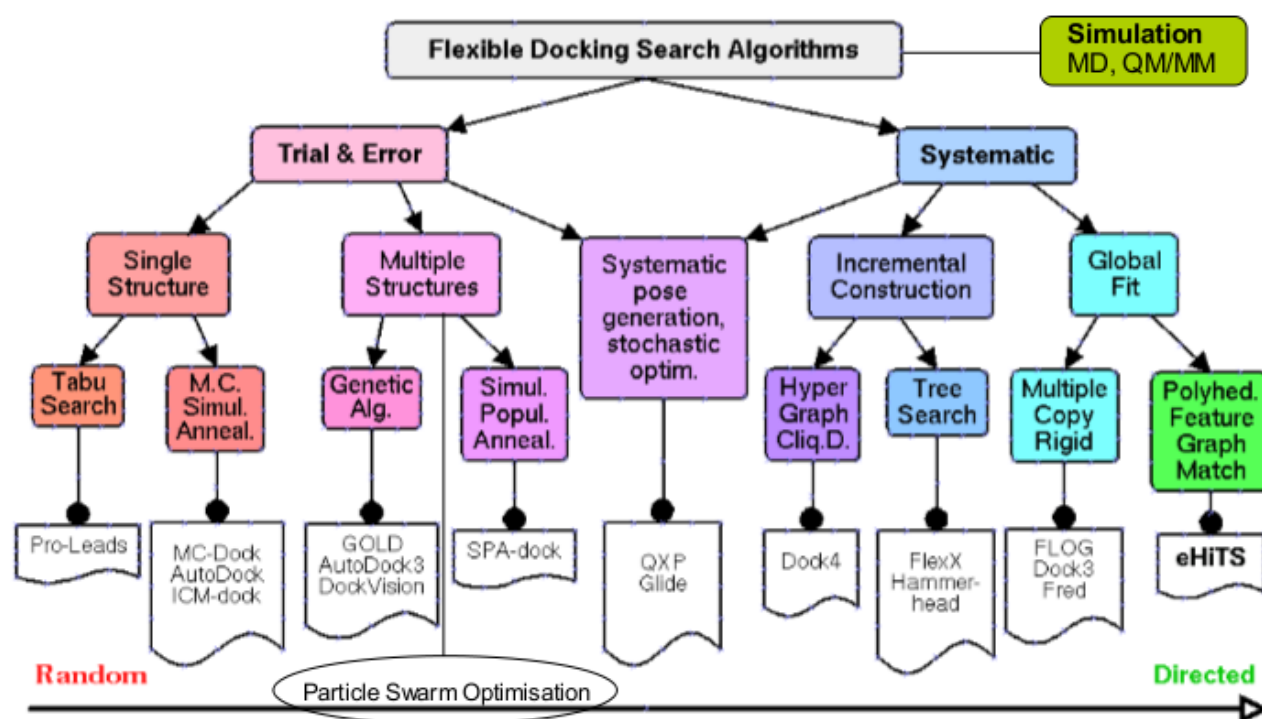 Flexible Docking Search Algorithms
Simulation
MD, QM/MM
Trial & Error
Systematic
Single
Structure
Multiple
Structures
Systematic
pose
generation,
stochastic
optim.
Incremental
Construction
Global
Fit
Tabu
Search
M.C.
Simul.
Anneal.
Genetic
Alg.
Simul.
Popul.
Anneal.
Hyper
Graph
Cliq.D.
Tree
Search
Multiple
Copy
Rigid
Polyhed.
Feature
Graph
Match
Pro-Leads
MC-Dock
AutoDock
ICM-dock
GOLD
AutoDock3
DockVision
SPA-dock
QXP
Glide
Dock4
FlexX
Hammer-
head
FLOG
Dock3
Fred
eHiTS
Random
Directed
Particle Swarm Optimisation